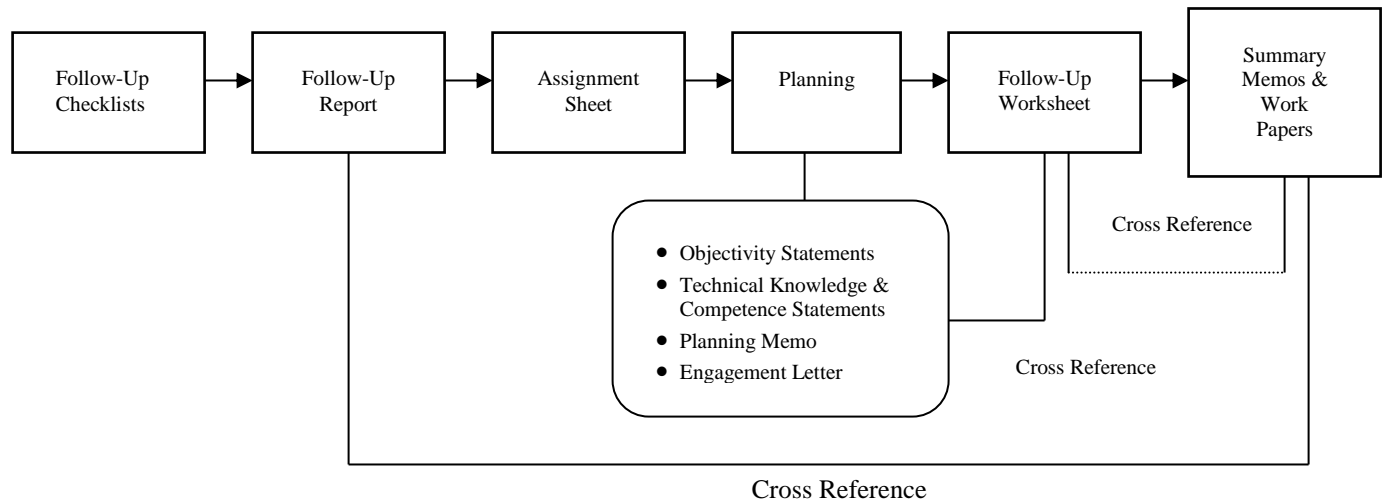 Follow-Up
Checklists
Follow-Up
Report
Assignment
Sheet
Planning
Follow-Up
Worksheet
Summary
Memos &
Work
Papers
Cross Reference
• Objectivity Statements
• Technical Knowledge &
Competence Statements
• Planning Memo
• Engagement Letter
Cross Reference
Cross Reference